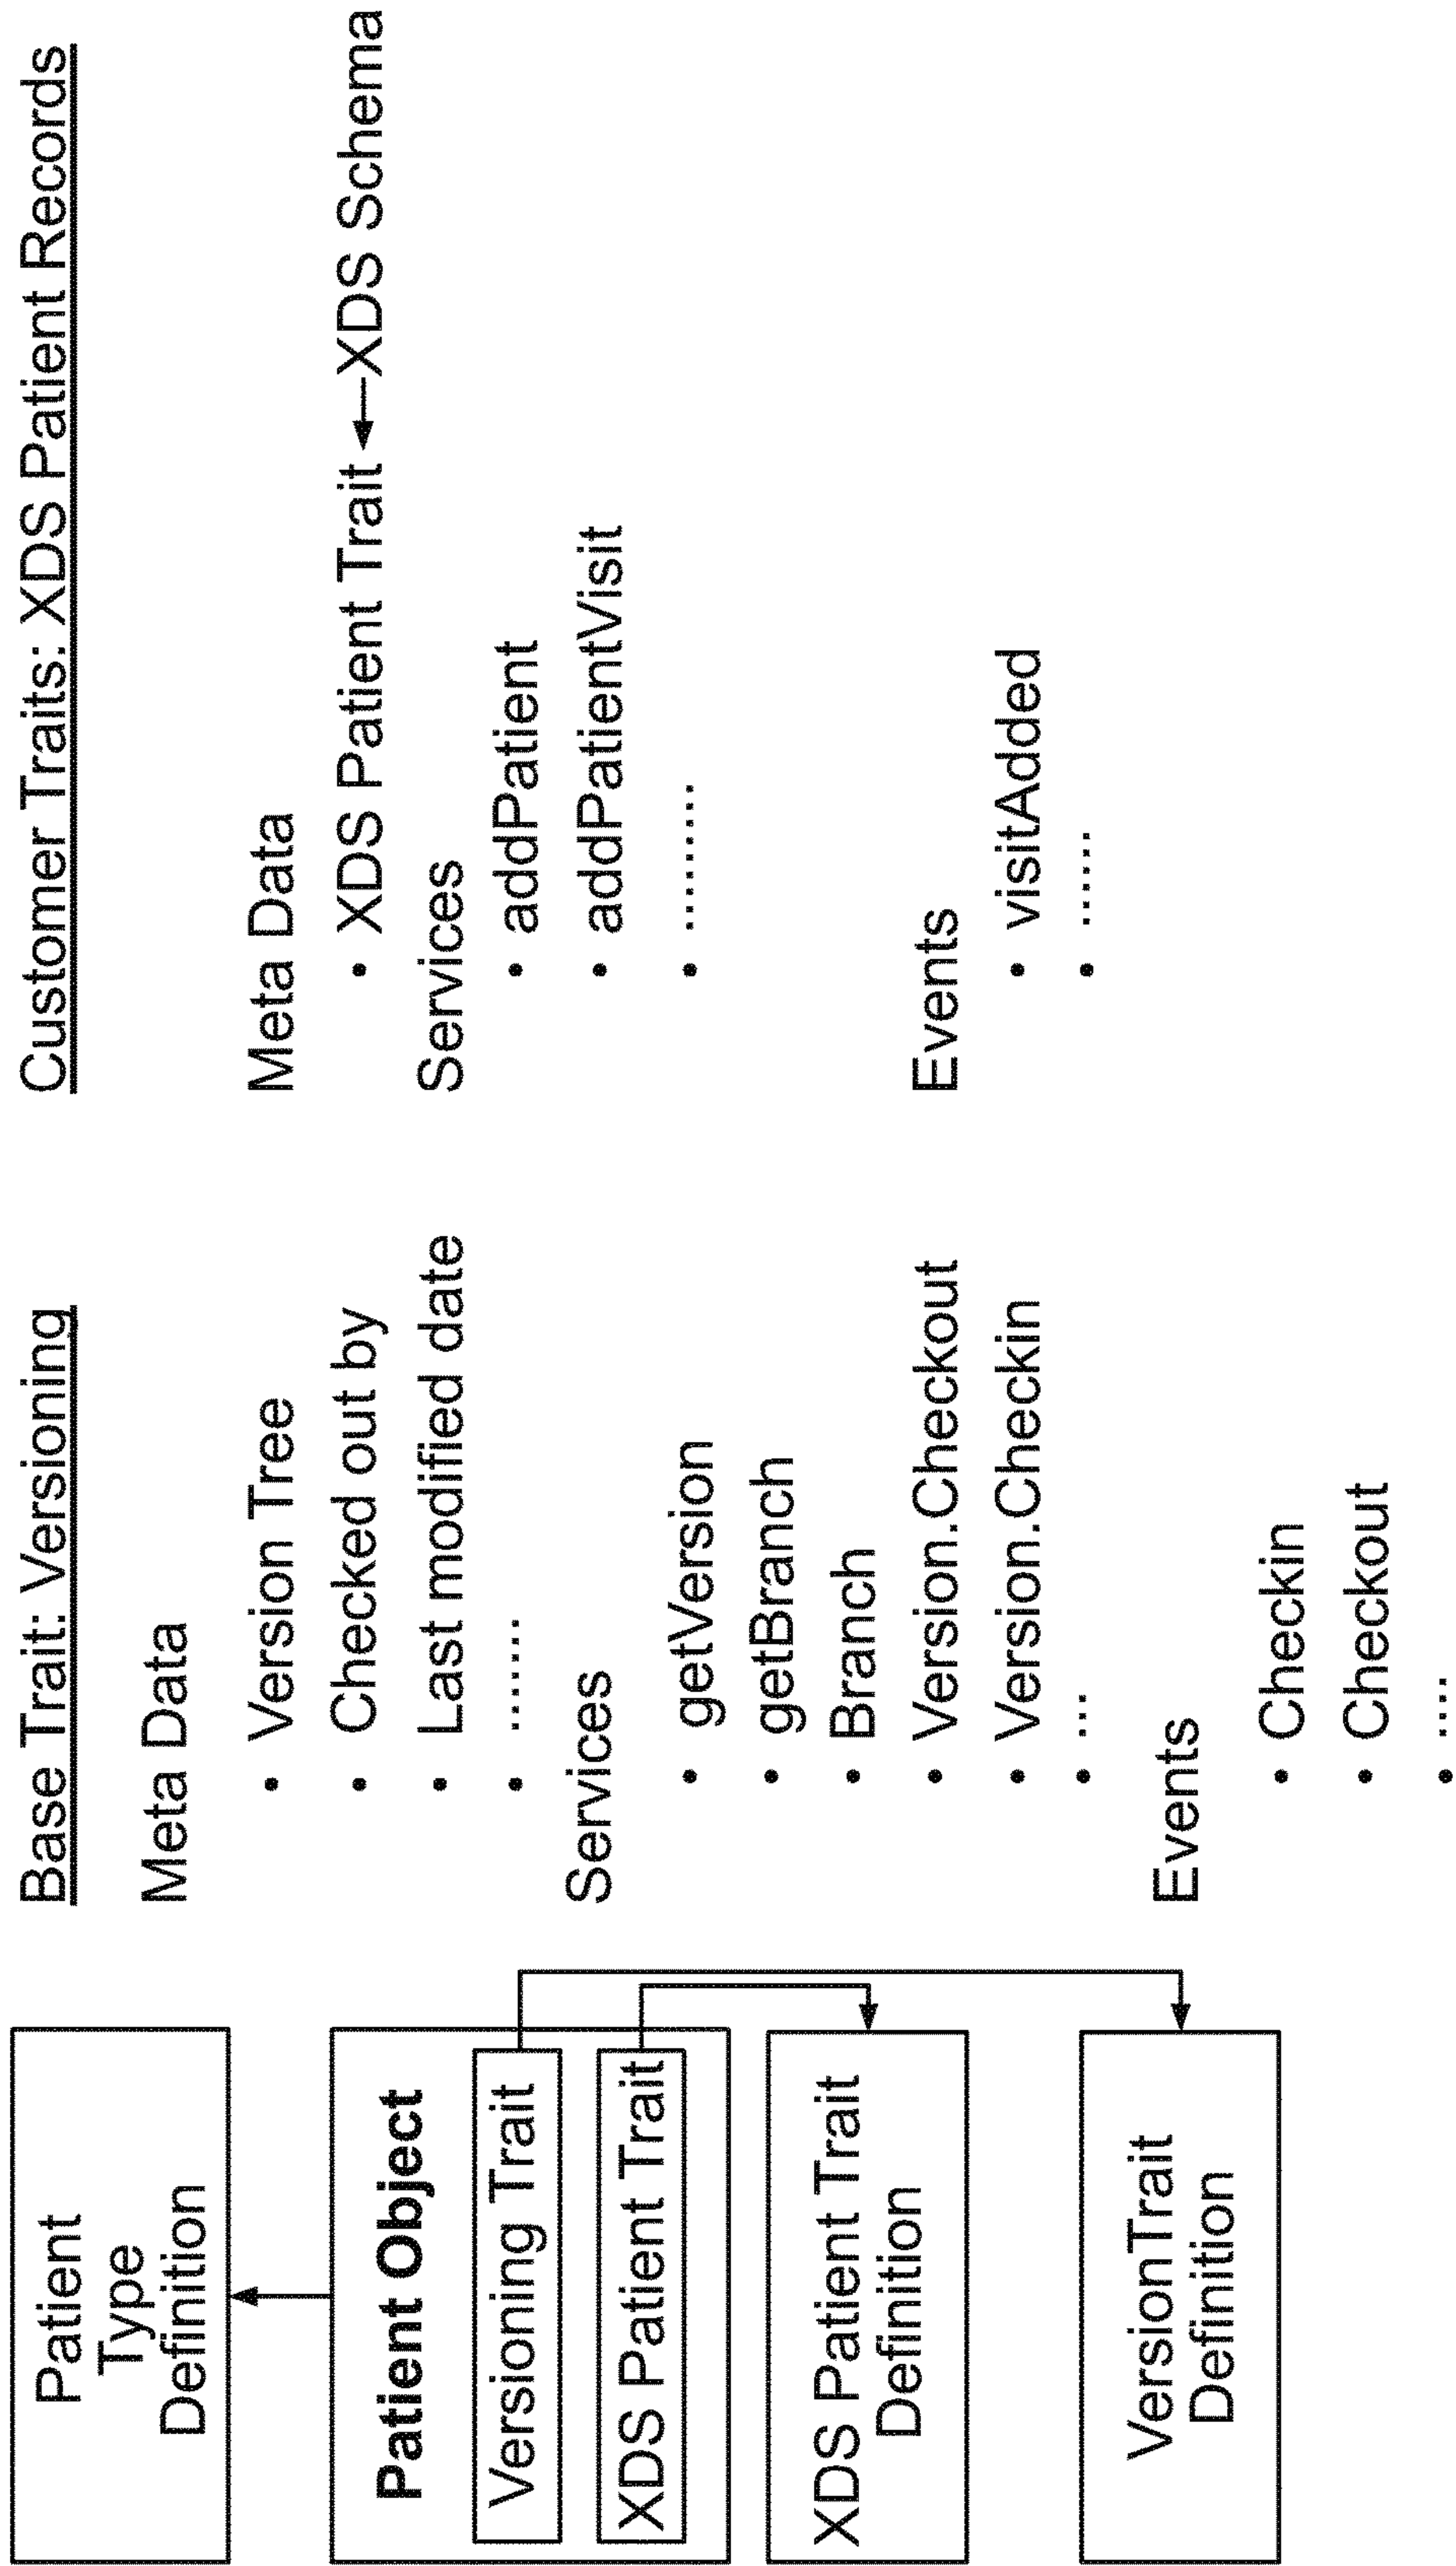 Patient
Type
Definition
Patient Object
Versioning Trait
XDS Patient Trait
XDS Patient Trait
Definition
VersionTrait
Definition
Base Trait: Versioning
Meta Data
• Version Tree
• Checked out by
• Last modified date
• .......
Services
• getVersion
• getBranch
• Branch
• Version.Checkout
• Version.Checkin
• ...
Events
• Checkin
• Checkout
• ....
Customer Traits: XDS Patient Records
Meta Data
• XDS Patient Trait ←XDS Schema
Services
• addPatient
• addPatientVisit
• .........
Events
• visitAdded
• ......